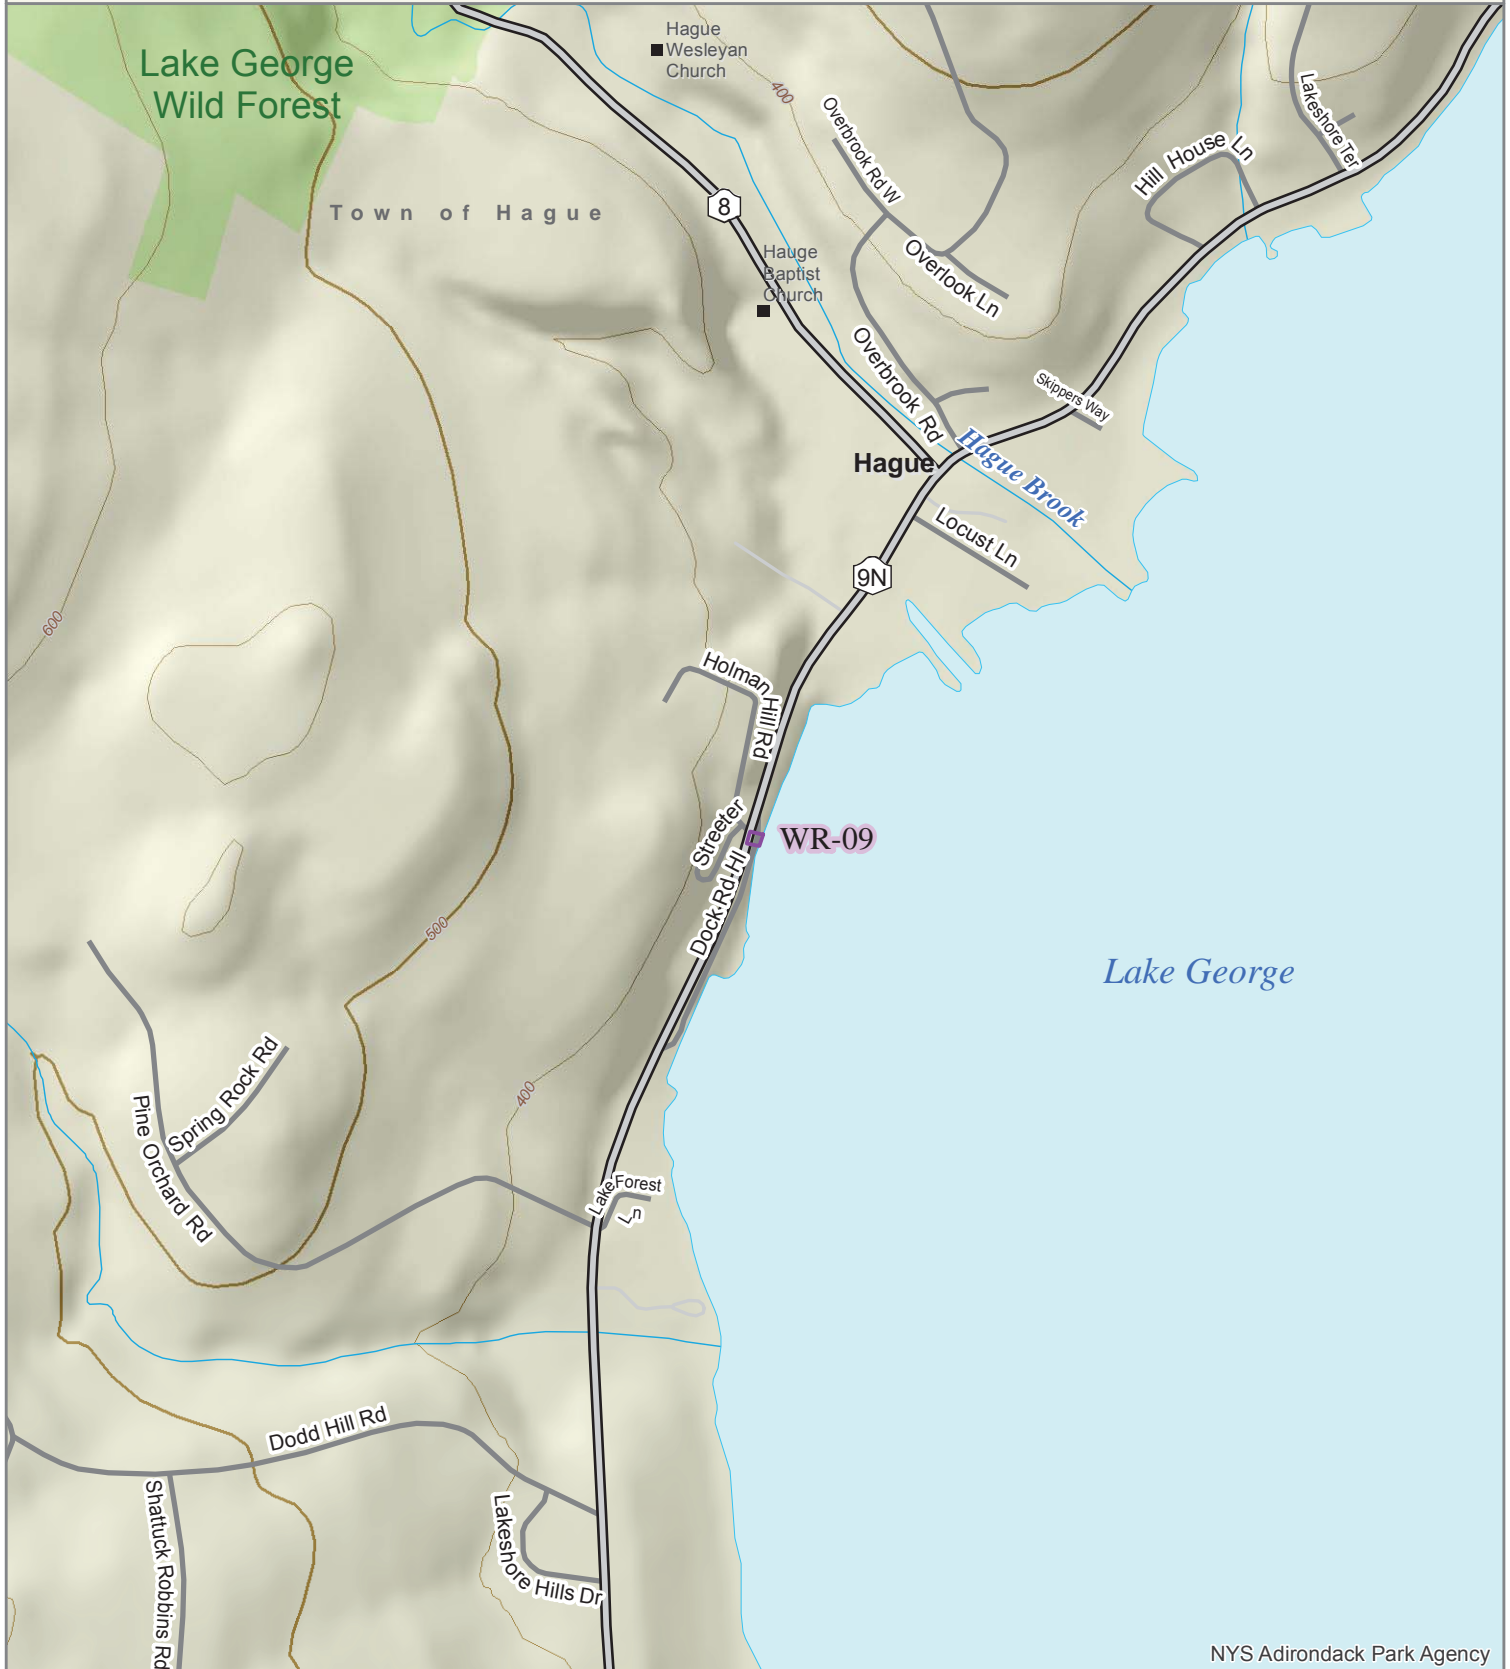 Hague
Wesleyan
Church
Lake George
Wild Forest
400
Overbrook Rd W
Lakeshore Ter
Hill House Ln
Town of Hague
8
Hauge
Baptist
Church
Overlook Ln
Overbrook Rd
Skippers Way
Hague
Hague Brook
Locust Ln
9N
600
Holman Hill Rd
Streeter
WR-09
Dock Rd HI
500
Lake George
400
Spring Rock Rd
Pine Orchard Rd
Lake Forest
Ln
Dodd Hill Rd
Shattuck Robbins Rd
Lakeshore Hills Dr
NYS Adirondack Park Agency